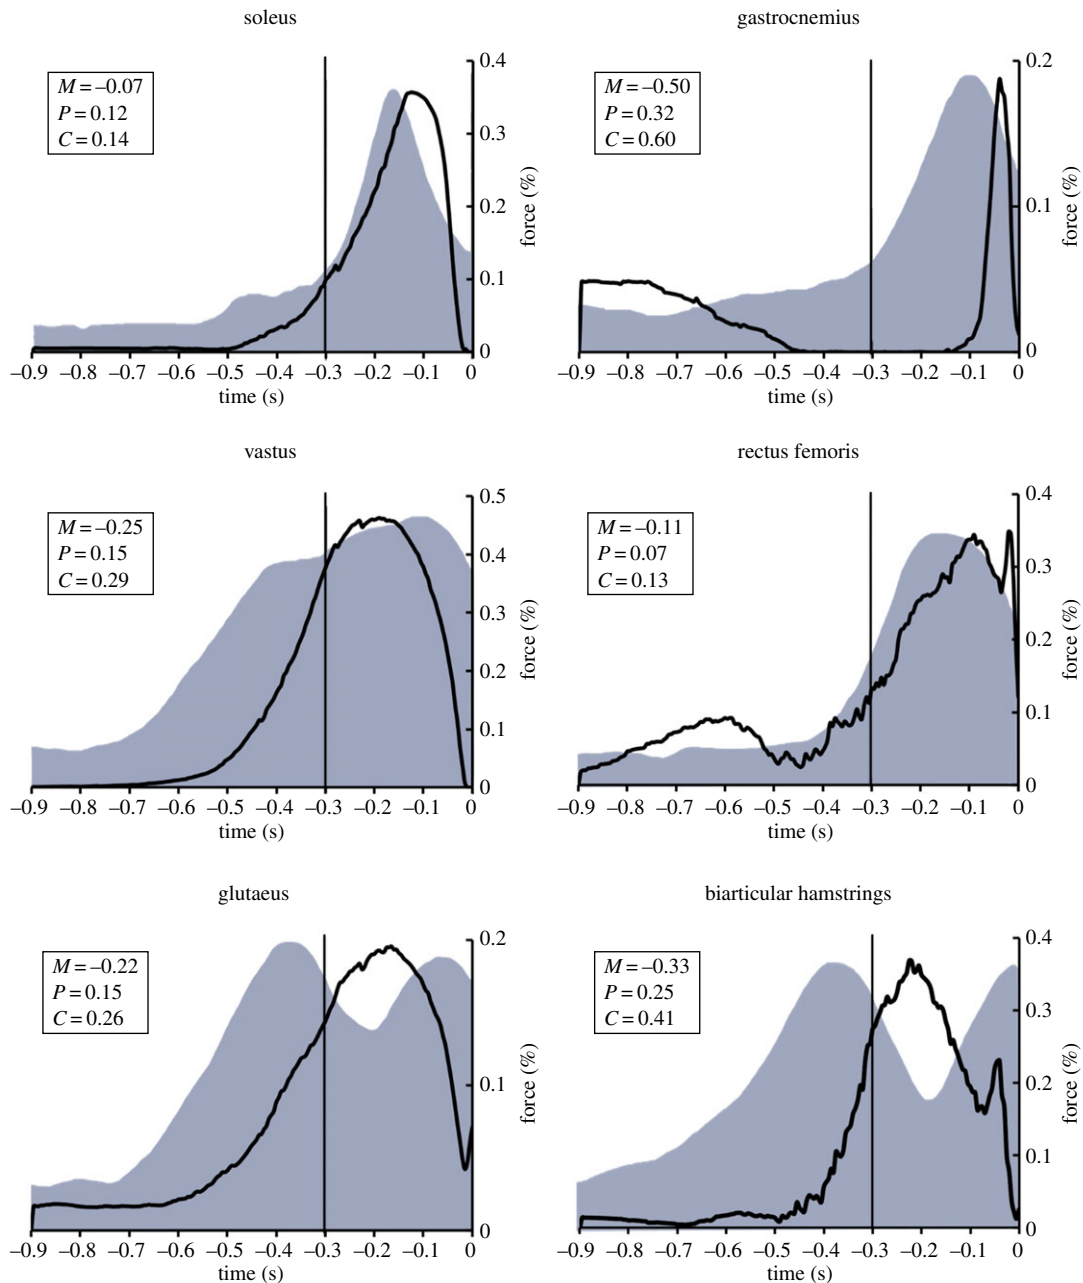 soleus
M = –0.07
P = 0.12
C = 0.14
0.4
0.3
0.2
0.1
0
force (%)
–0.9 –0.8 –0.7 –0.6 –0.5 –0.4 –0.3 –0.2 –0.1 0
time (s)
gastrocnemius
M = –0.50
P = 0.32
C = 0.60
0.2
0.1
0
force (%)
–0.9 –0.8 –0.7 –0.6 –0.5 –0.4 –0.3 –0.2 –0.1 0
time (s)
vastus
M = –0.25
P = 0.15
C = 0.29
0.5
0.4
0.3
0.2
0.1
0
force (%)
–0.9 –0.8 –0.7 –0.6 –0.5 –0.4 –0.3 –0.2 –0.1 0
time (s)
rectus femoris
M = –0.11
P = 0.07
C = 0.13
0.4
0.3
0.2
0.1
0
force (%)
–0.9 –0.8 –0.7 –0.6 –0.5 –0.4 –0.3 –0.2 –0.1 0
time (s)
glutaeus
M = –0.22
P = 0.15
C = 0.26
0.2
0.1
0
force (%)
–0.9 –0.8 –0.7 –0.6 –0.5 –0.4 –0.3 –0.2 –0.1 0
time (s)
biarticular hamstrings
M = –0.33
P = 0.25
C = 0.41
0.4
0.3
0.2
0.1
0
force (%)
–0.9 –0.8 –0.7 –0.6 –0.5 –0.4 –0.3 –0.2 –0.1 0
time (s)